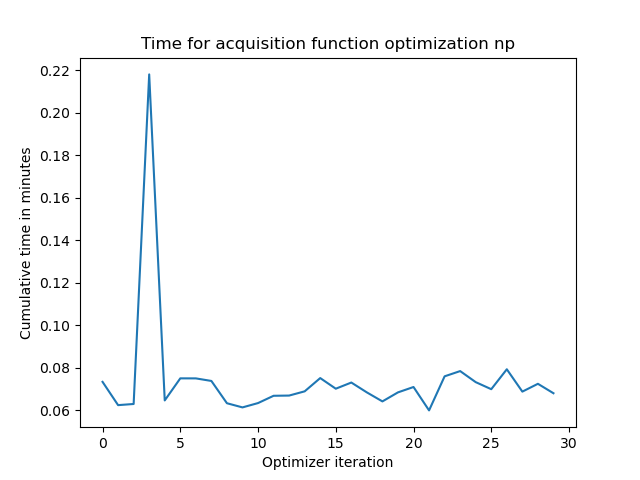 Time for acquisition function optimization np
Cumulative time in minutes
0.22
0.20
0.18
0.16
0.14
0.12
0.10
0.08
0.06
0 5 10 15 20 25 30
Optimizer iteration